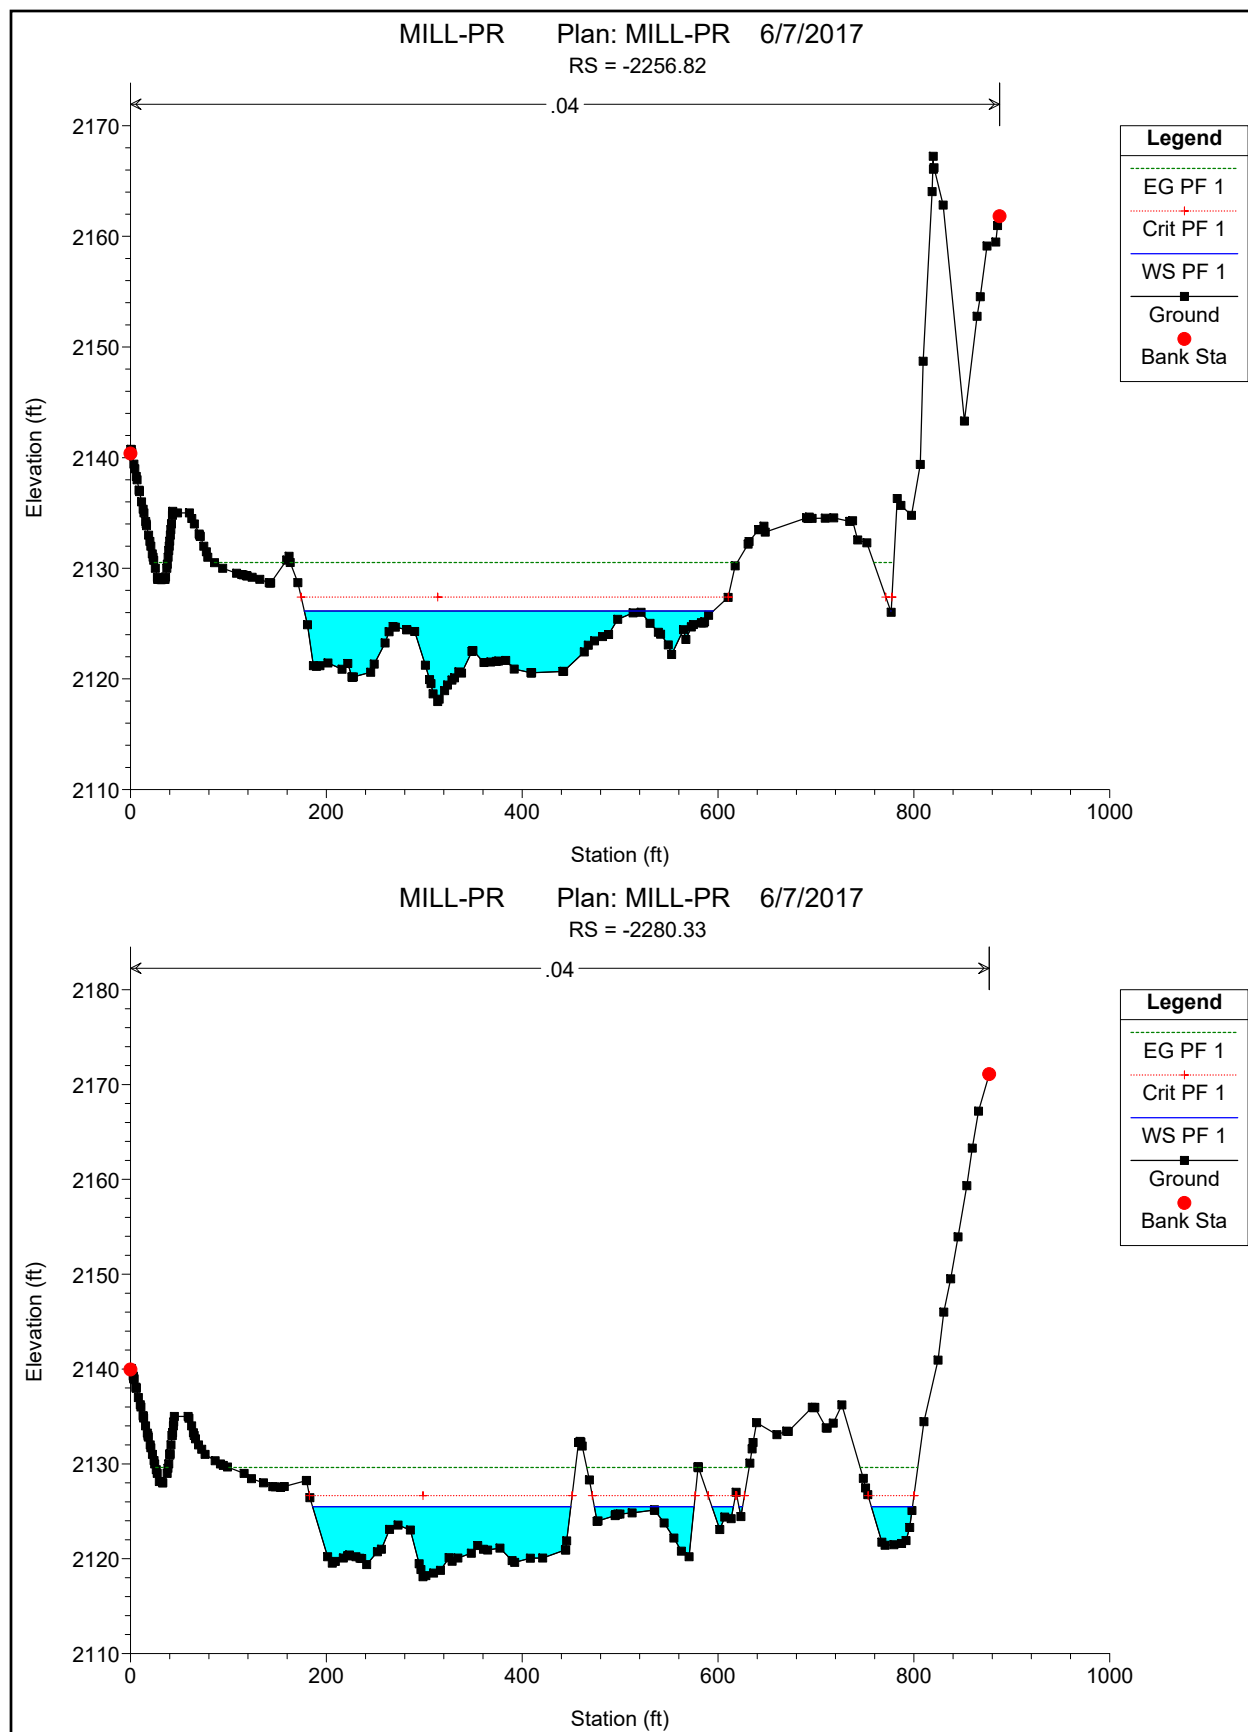 MILL-PR Plan: MILL-PR 6/7/2017
RS = -2256.82
.04
2170
2160
2150
2140
2130
2120
2110
Elevation (ft)
0 200 400 600 800 1000
Station (ft)
Legend
EG PF 1
Crit PF 1
WS PF 1
Ground
Bank Sta
MILL-PR Plan: MILL-PR 6/7/2017
RS = -2280.33
.04
2180
2170
2160
2150
2140
2130
2120
2110
Elevation (ft)
0 200 400 600 800 1000
Station (ft)
Legend
EG PF 1
Crit PF 1
WS PF 1
Ground
Bank Sta